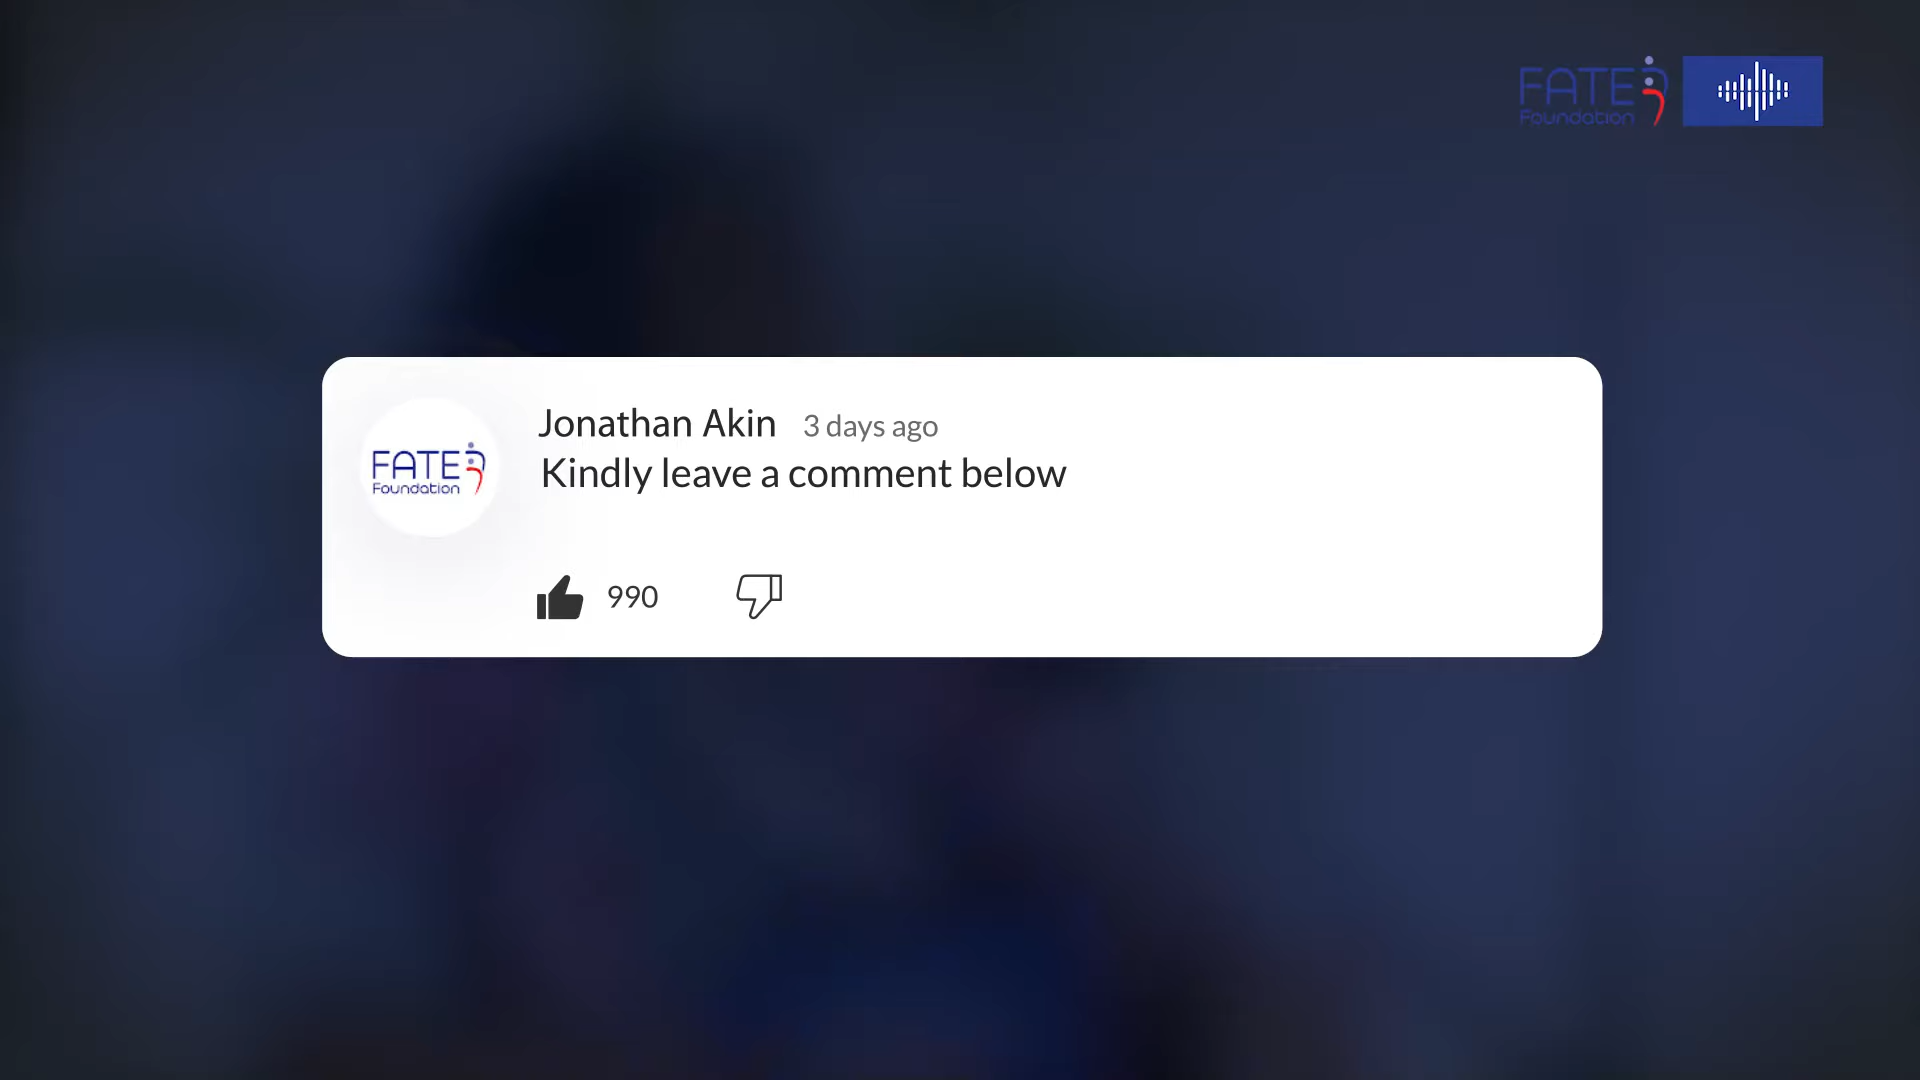 FATE
Foundation
Jonathan Akin 3 days ago
Kindly leave a comment below
FATE
Foundation
990